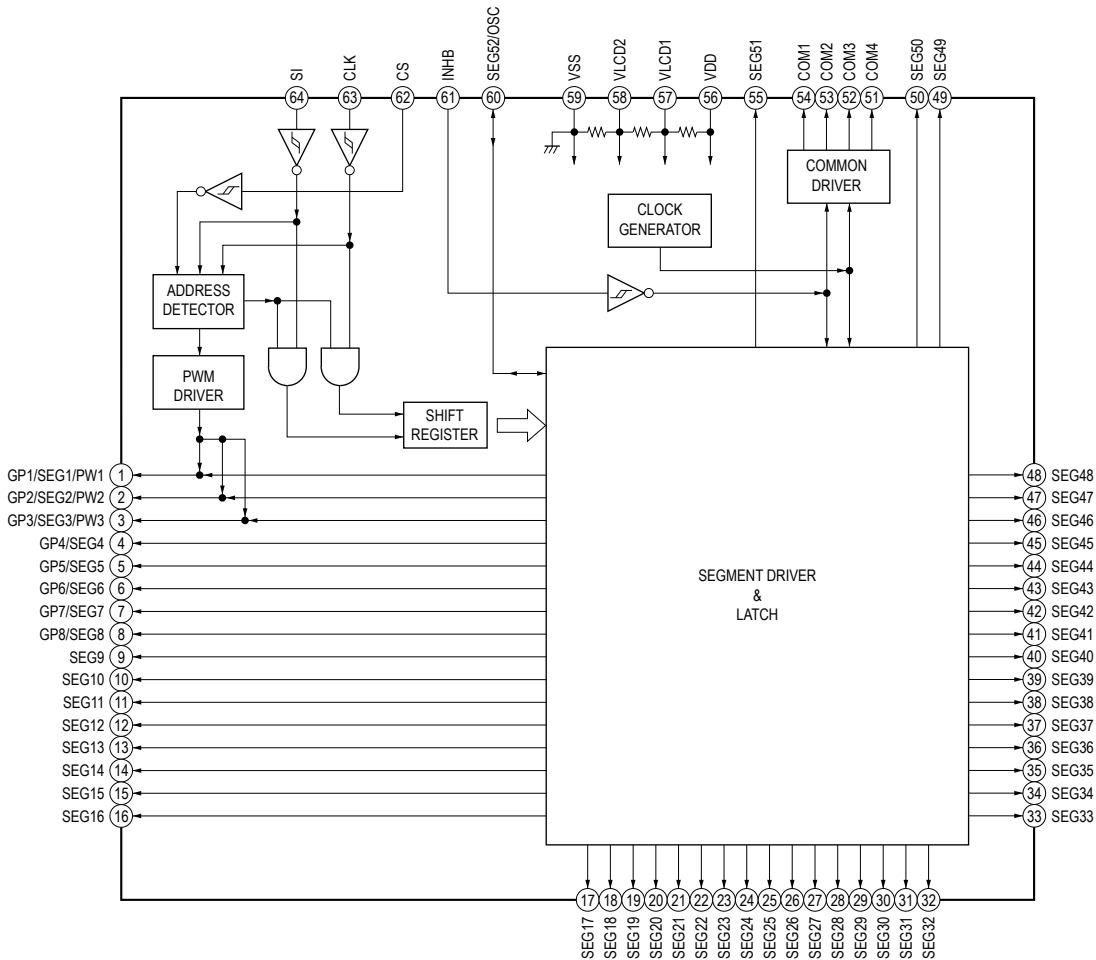 SI
CLK
CS
INHB
SEG52/OSC
VSS
VLCD2
VLCD1
VDD
SEG51
COM1
COM2
COM3
COM4
SEG50
SEG49
64
63
62
61
60
59
58
57
56
55
54
53
52
51
50
49
COMMON
DRIVER
CLOCK
GENERATOR
ADDRESS
DETECTOR
PWM
DRIVER
SHIFT
REGISTER
SEGMENT DRIVER
&
LATCH
GP1/SEG1/PW1 1
GP2/SEG2/PW2 2
GP3/SEG3/PW3 3
GP4/SEG4 4
GP5/SEG5 5
GP6/SEG6 6
GP7/SEG7 7
GP8/SEG8 8
SEG9 9
SEG10 10
SEG11 11
SEG12 12
SEG13 13
SEG14 14
SEG15 15
SEG16 16
48 SEG48
47 SEG47
46 SEG46
45 SEG45
44 SEG44
43 SEG43
42 SEG42
41 SEG41
40 SEG40
39 SEG39
38 SEG38
37 SEG37
36 SEG36
35 SEG35
34 SEG34
33 SEG33
17
18
19
20
21
22
23
24
25
26
27
28
29
30
31
32
SEG17
SEG18
SEG19
SEG20
SEG21
SEG22
SEG23
SEG24
SEG25
SEG26
SEG27
SEG28
SEG29
SEG30
SEG31
SEG32